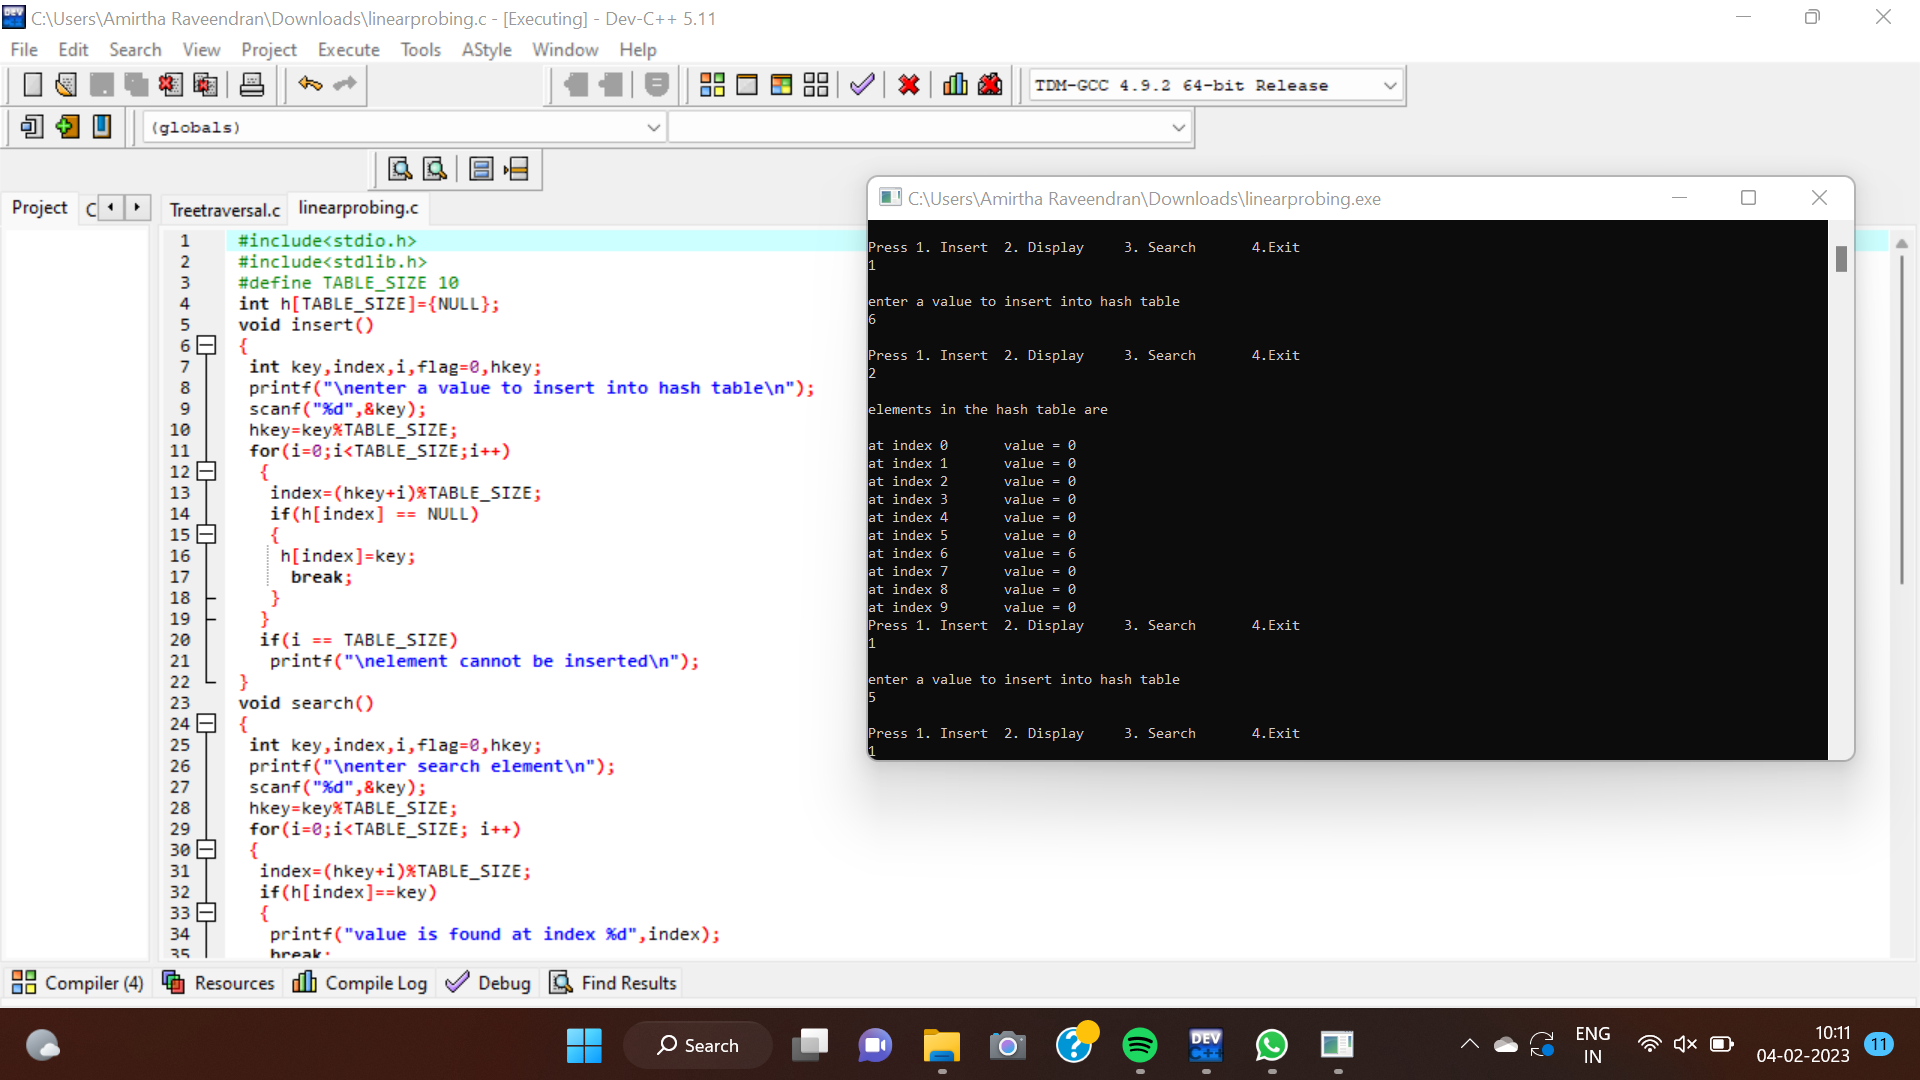 C:\Users\Amirtha Raveendran\Downloads\linearprobing.c - [Executing] - Dev-C++ 5.11
File Edit Search View Project Execute Tools AStyle Window Help
TDM-GCC 4.9.2 64-bit Release
(globals)
Project C Treetraversal.c linearprobing.c
1 #include<stdio.h>
2 #include<stdlib.h>
3 #define TABLE_SIZE 10
4 int h[TABLE_SIZE]={NULL};
5 void insert()
6 {
7 int key,index,i,flag=0,hkey;
8 printf("\nenter a value to insert into hash table\n");
9 scanf("%d",&key);
10 hkey=key%TABLE_SIZE;
11 for(i=0;i<TABLE_SIZE;i++)
12 {
13 index=(hkey+i)%TABLE_SIZE;
14 if(h[index] == NULL)
15 {
16 h[index]=key;
17 break;
18 }
19 }
20 if(i == TABLE_SIZE)
21 printf("\nelement cannot be inserted\n");
22 }
23 void search()
24 {
25 int key,index,i,flag=0,hkey;
26 printf("\nenter search element\n");
27 scanf("%d",&key);
28 hkey=key%TABLE_SIZE;
29 for(i=0;i<TABLE_SIZE; i++)
30 {
31 index=(hkey+i)%TABLE_SIZE;
32 if(h[index]==key)
33 {
34 printf("value is found at index %d",index);
35 break;
C:\Users\Amirtha Raveendran\Downloads\linearprobing.exe
Press 1. Insert 2. Display 3. Search 4.Exit
1
enter a value to insert into hash table
6
Press 1. Insert 2. Display 3. Search 4.Exit
2
elements in the hash table are
at index 0 value = 0
at index 1 value = 0
at index 2 value = 0
at index 3 value = 0
at index 4 value = 0
at index 5 value = 0
at index 6 value = 6
at index 7 value = 0
at index 8 value = 0
at index 9 value = 0
Press 1. Insert 2. Display 3. Search 4.Exit
1
enter a value to insert into hash table
5
Press 1. Insert 2. Display 3. Search 4.Exit
1
Compiler (4) Resources Compile Log Debug Find Results
Search
DEV
C++
ENG
IN
10:11
04-02-2023
11